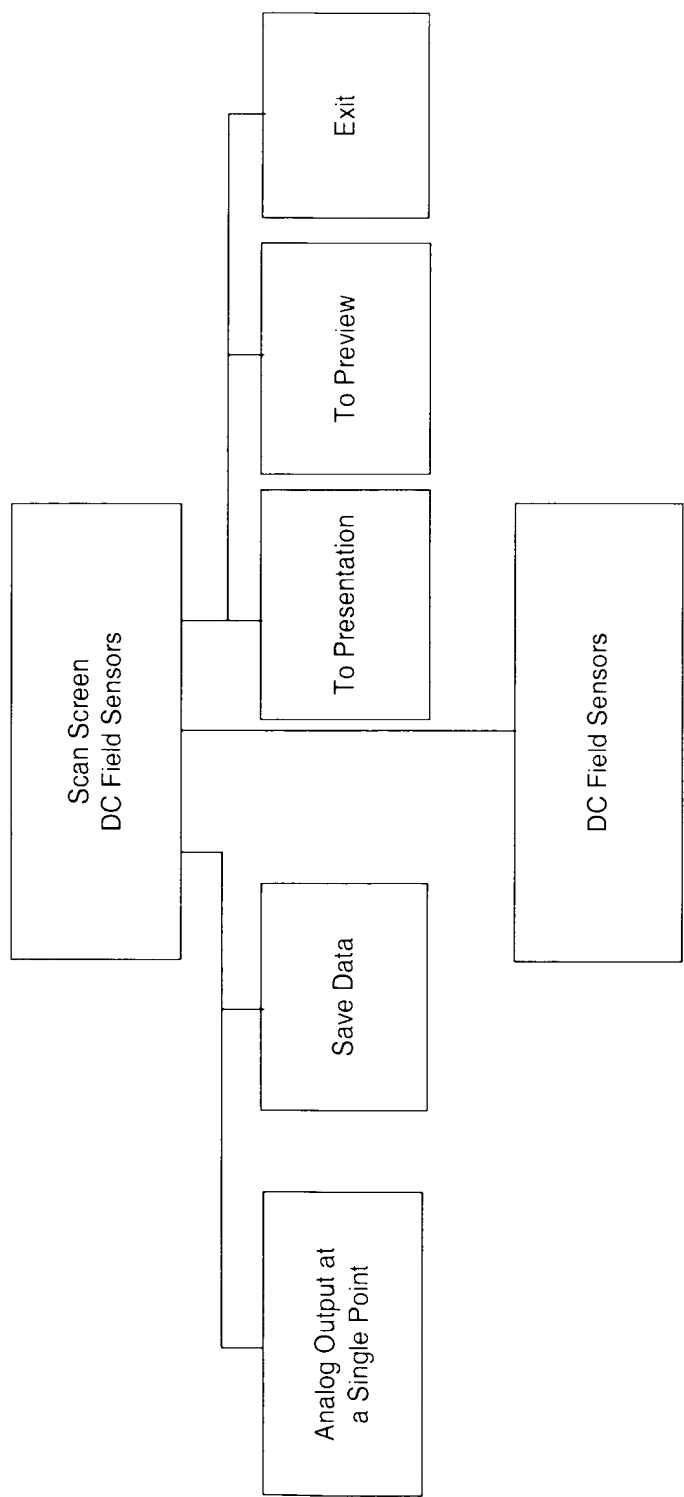 Scan Screen
DC Field Sensors
Analog Output at
a Single Point
Save Data
To Presentation
To Preview
Exit
DC Field Sensors